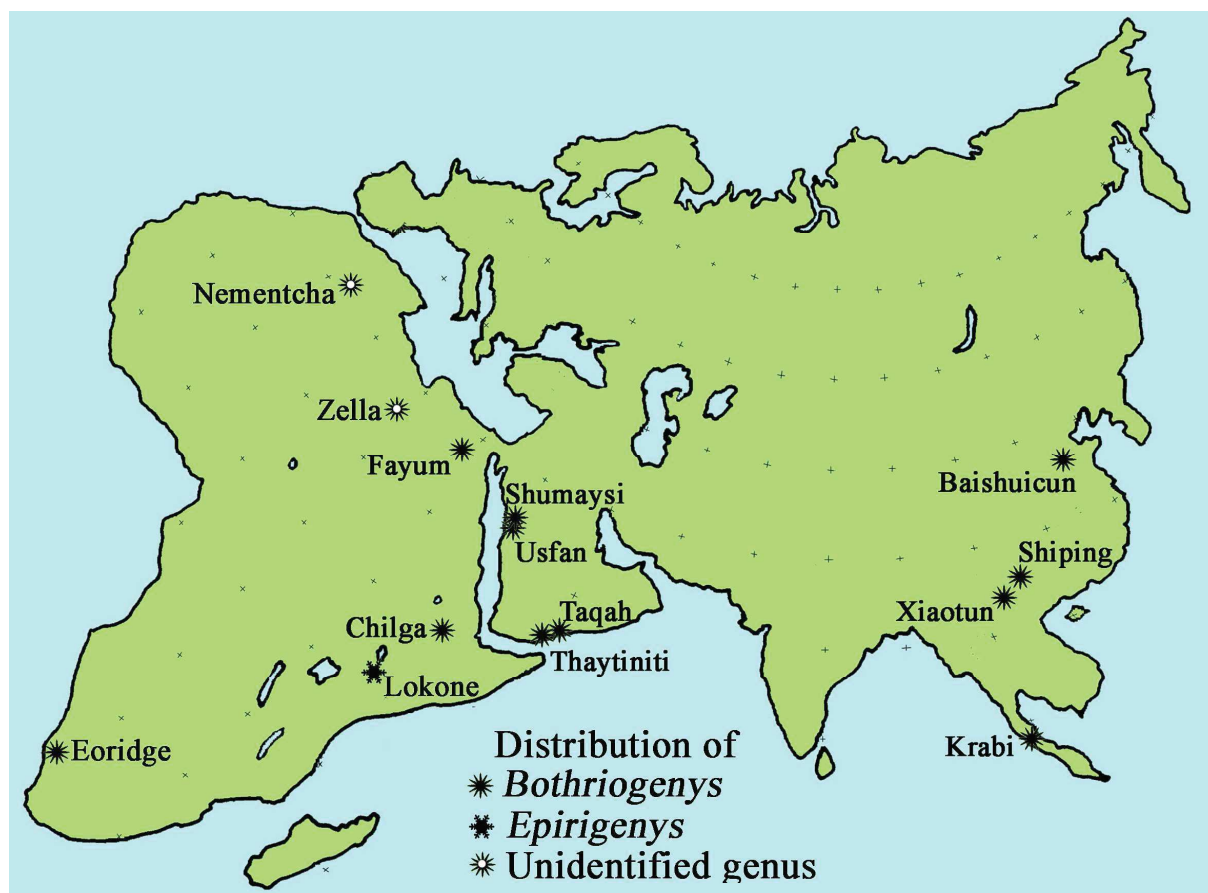 Nementcha
Zella
Fayum
Shumaysi
Usfan
Baishuicun
Shiping
Xiaotun
Taqah
Chilga
Thaytiniti
Lokone
Eoridge
Krabi
Distribution of
Bothriogenys
Epirigenys
Unidentified genus